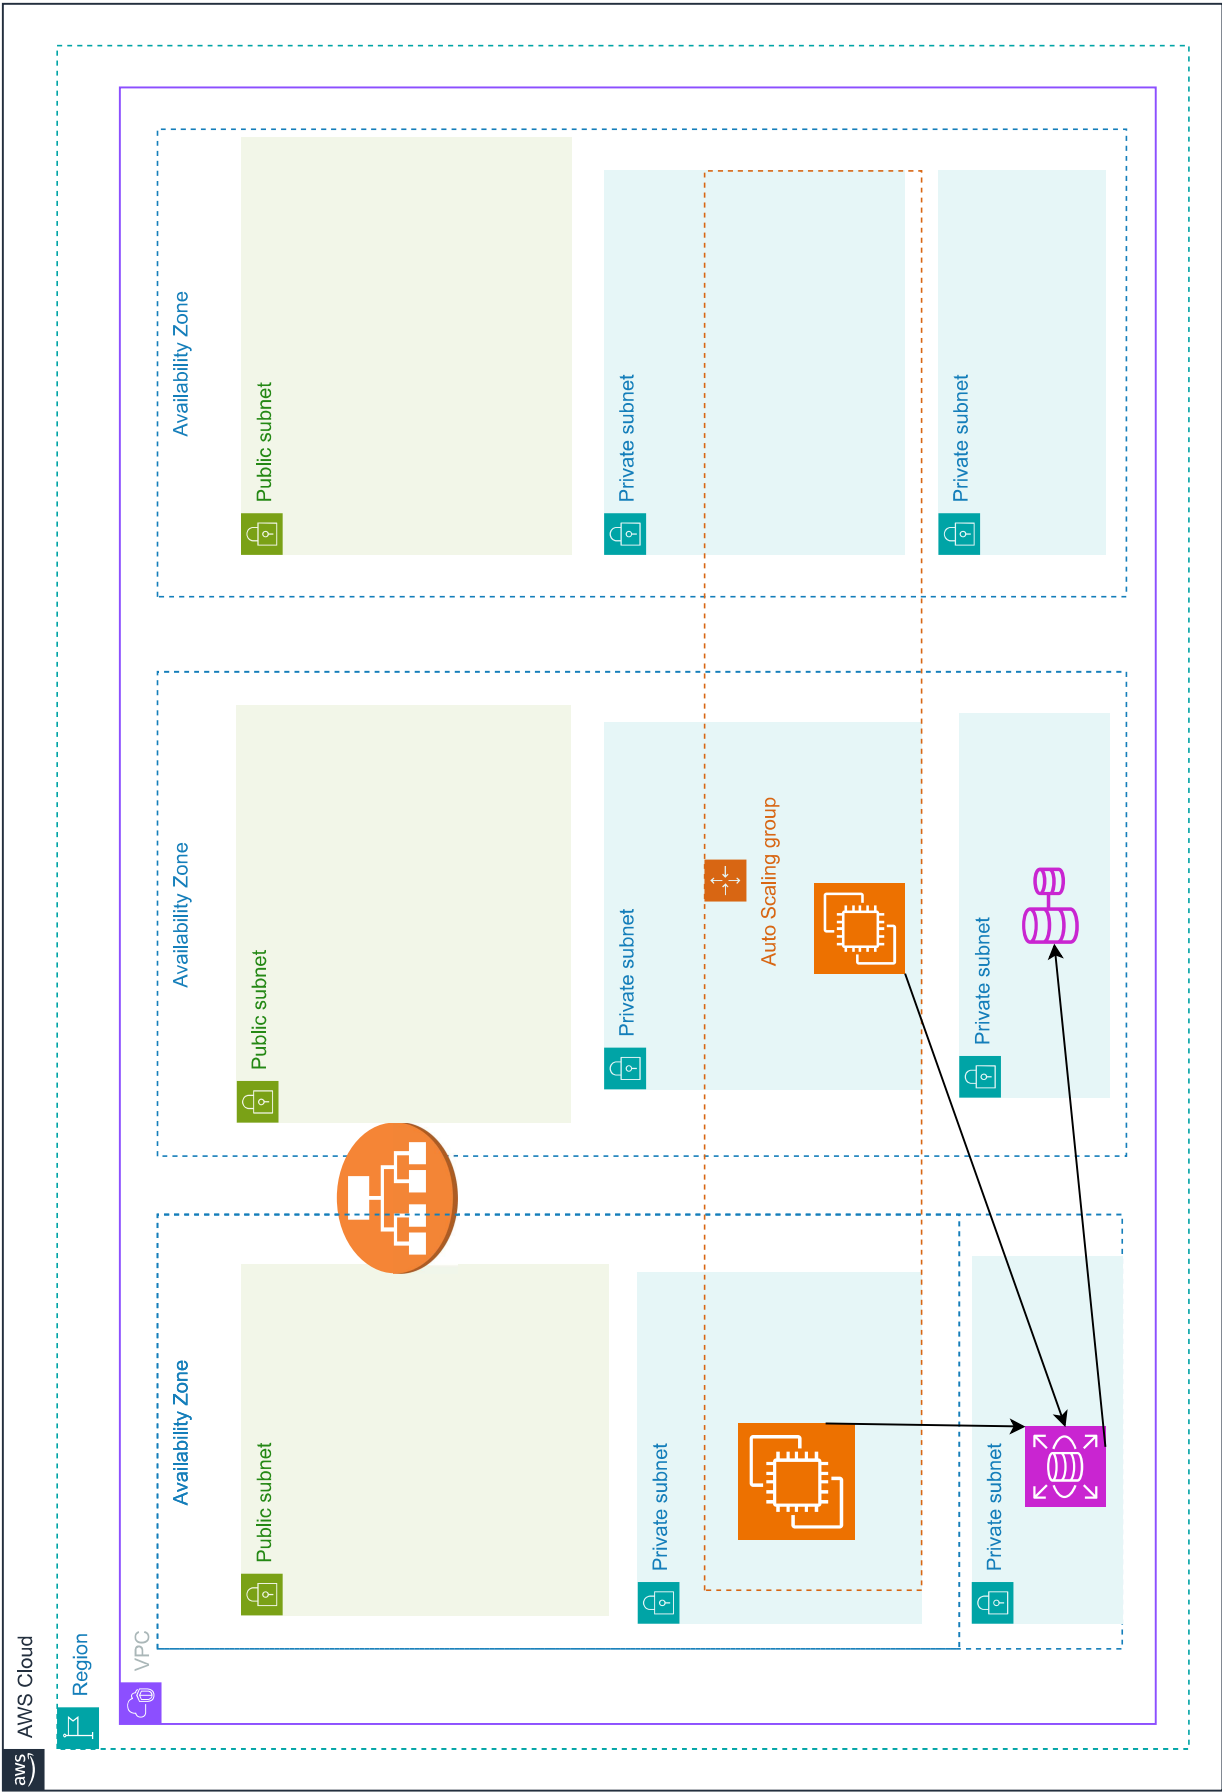 aws
AWS Cloud
Region
VPC
Availability Zone
Public subnet
Private subnet
Private subnet
Availability Zone
Public subnet
Private subnet
Auto Scaling group
Private subnet
Availability Zone
Public subnet
Private subnet
Private subnet